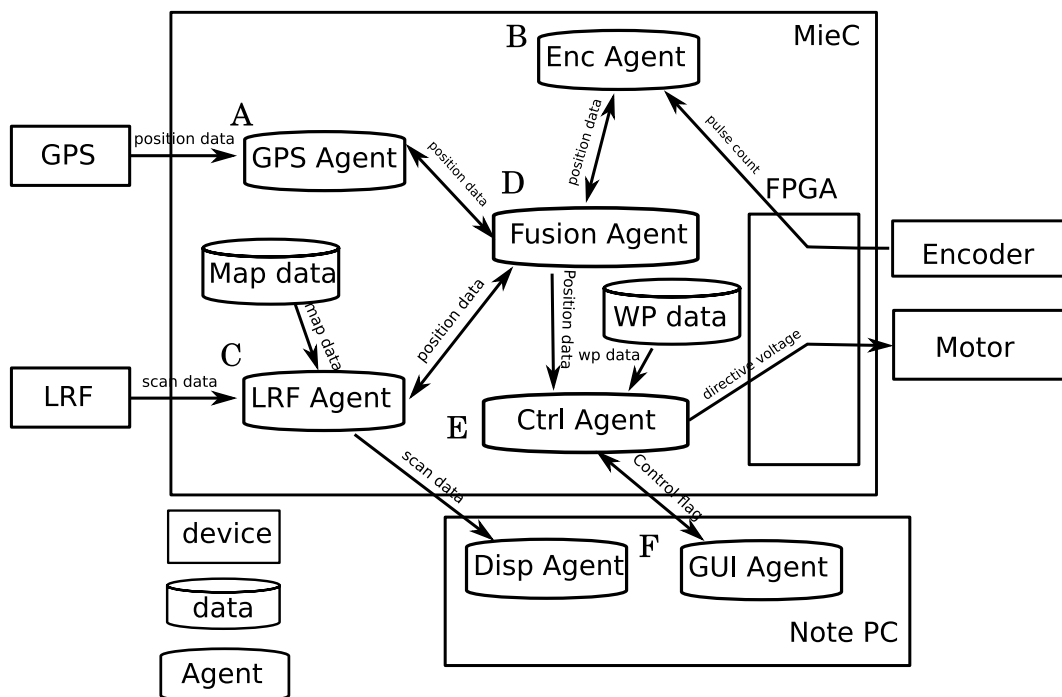 MieC
B
Enc Agent
A
position data
GPS
GPS Agent
position data
position data
pulse count
D
FPGA
Fusion Agent
Encoder
Map data
map data
position data
Position data
WP data
wp data
directive voltage
Motor
C
scan data
LRF
LRF Agent
E
Ctrl Agent
scan data
Control flag
device
Disp Agent
F
GUI Agent
data
Note PC
Agent